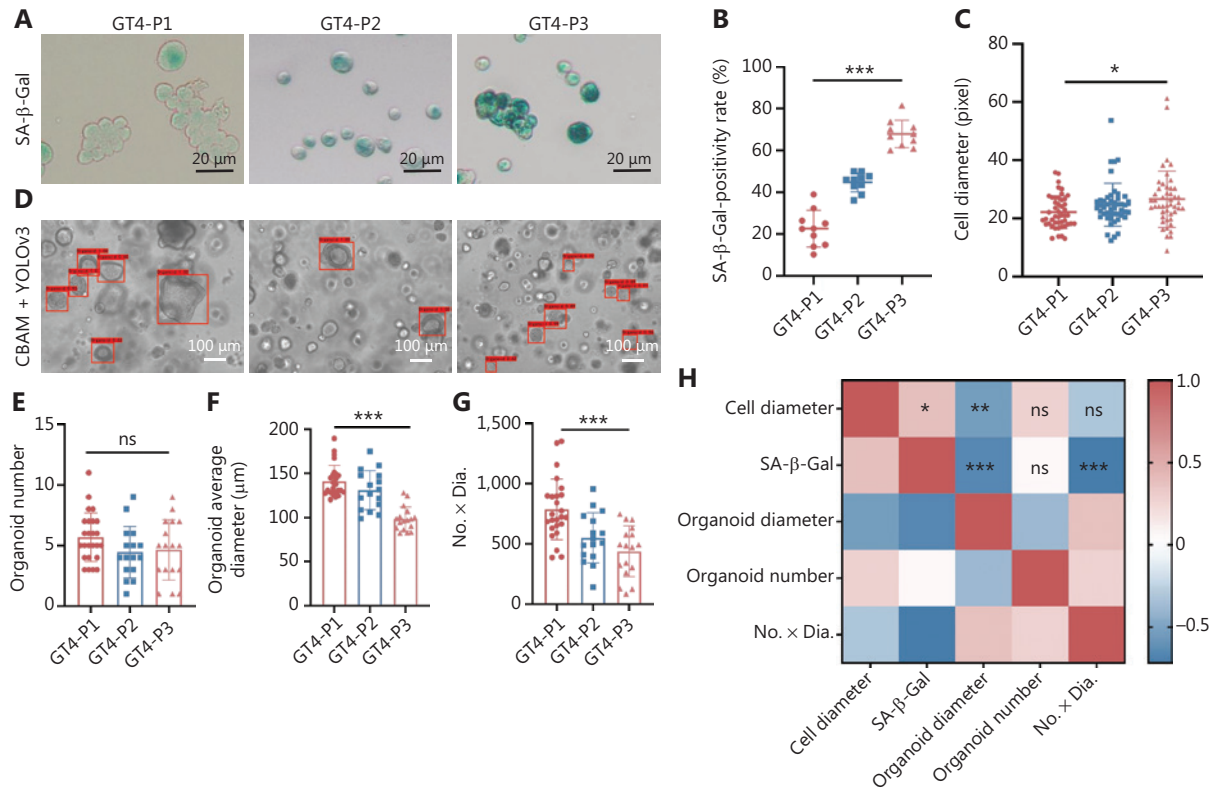 A
GT4-P1
GT4-P2
GT4-P3
SA-β-Gal
20 μm
20 μm
20 μm
B
SA-β-Gal-positivity rate (%)
100
80
60
40
20
0
***
GT4-P1
GT4-P2
GT4-P3
C
Cell diameter (pixel)
80
60
40
20
0
*
GT4-P1
GT4-P2
GT4-P3
D
CBAM + YOLOv3
100 μm
100 μm
100 μm
E
Organoid number
15
10
5
0
ns
GT4-P1
GT4-P2
GT4-P3
F
Organoid average
diameter (μm)
200
150
100
50
0
***
GT4-P1
GT4-P2
GT4-P3
G
No. × Dia.
1,500
1,000
500
0
***
GT4-P1
GT4-P2
GT4-P3
H
Cell diameter
* ** ns ns
SA-β-Gal
*** ns ***
Organoid diameter
Organoid number
No. × Dia.
Cell diameter
SA-β-Gal
Organoid diameter
Organoid number
No. × Dia.
1.0
0.5
0
−0.5